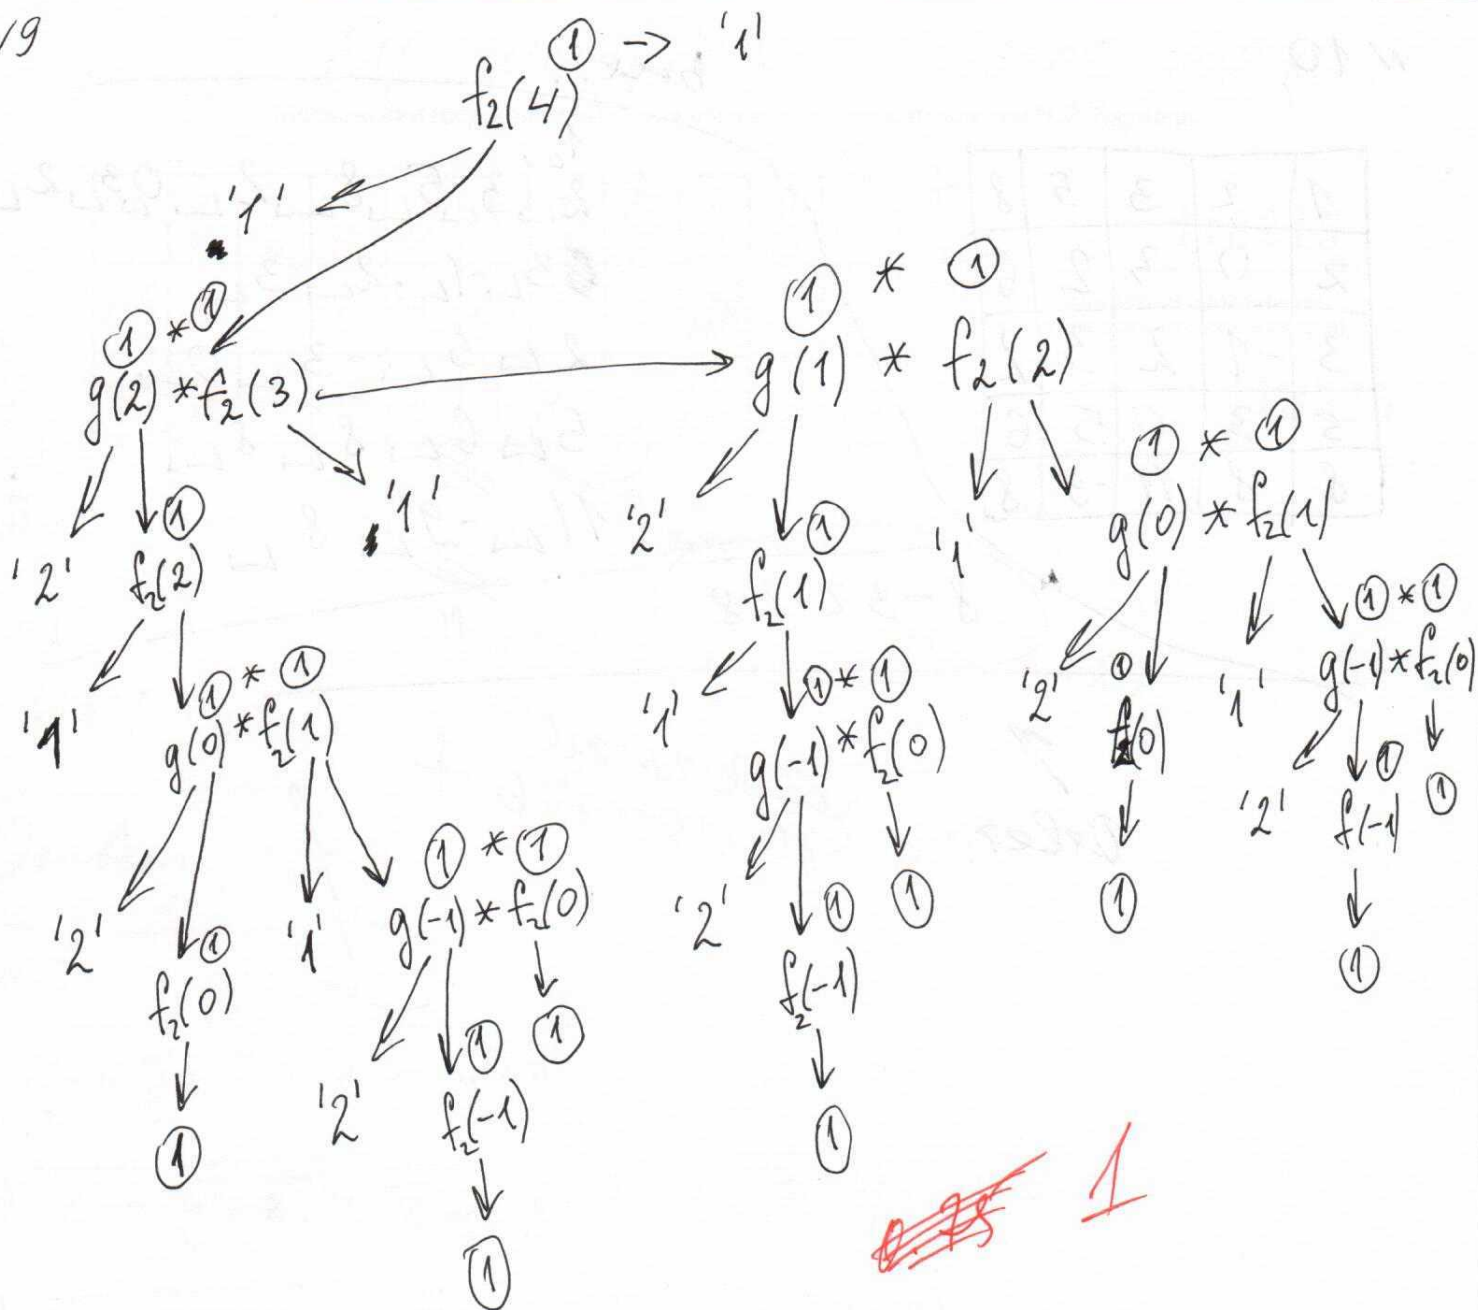 19
① -> '1'
f₂(4)
'1'
① * ①
① * ①
g(2) * f₂(3)
g(1) * f₂(2)
① * ①
'1'
'2'
'1'
g(0) * f₂(1)
① ①
'2' f₂(2)
f₂(1)
① * ①
'2' ① '1' g(-1) * f₂(0)
① * ①
① * ①
'1' g(0) * f₂(1)
'1' g(-1) * f₂(0)
f₂(0)
'2' ① ①
f(-1)
① * ①
'2' ① '1' g(-1) * f₂(0)
'2' ① ① ① ①
f₂(0)
f₂(-1)
① '2' ① ①
f₂(-1)
①
①
1